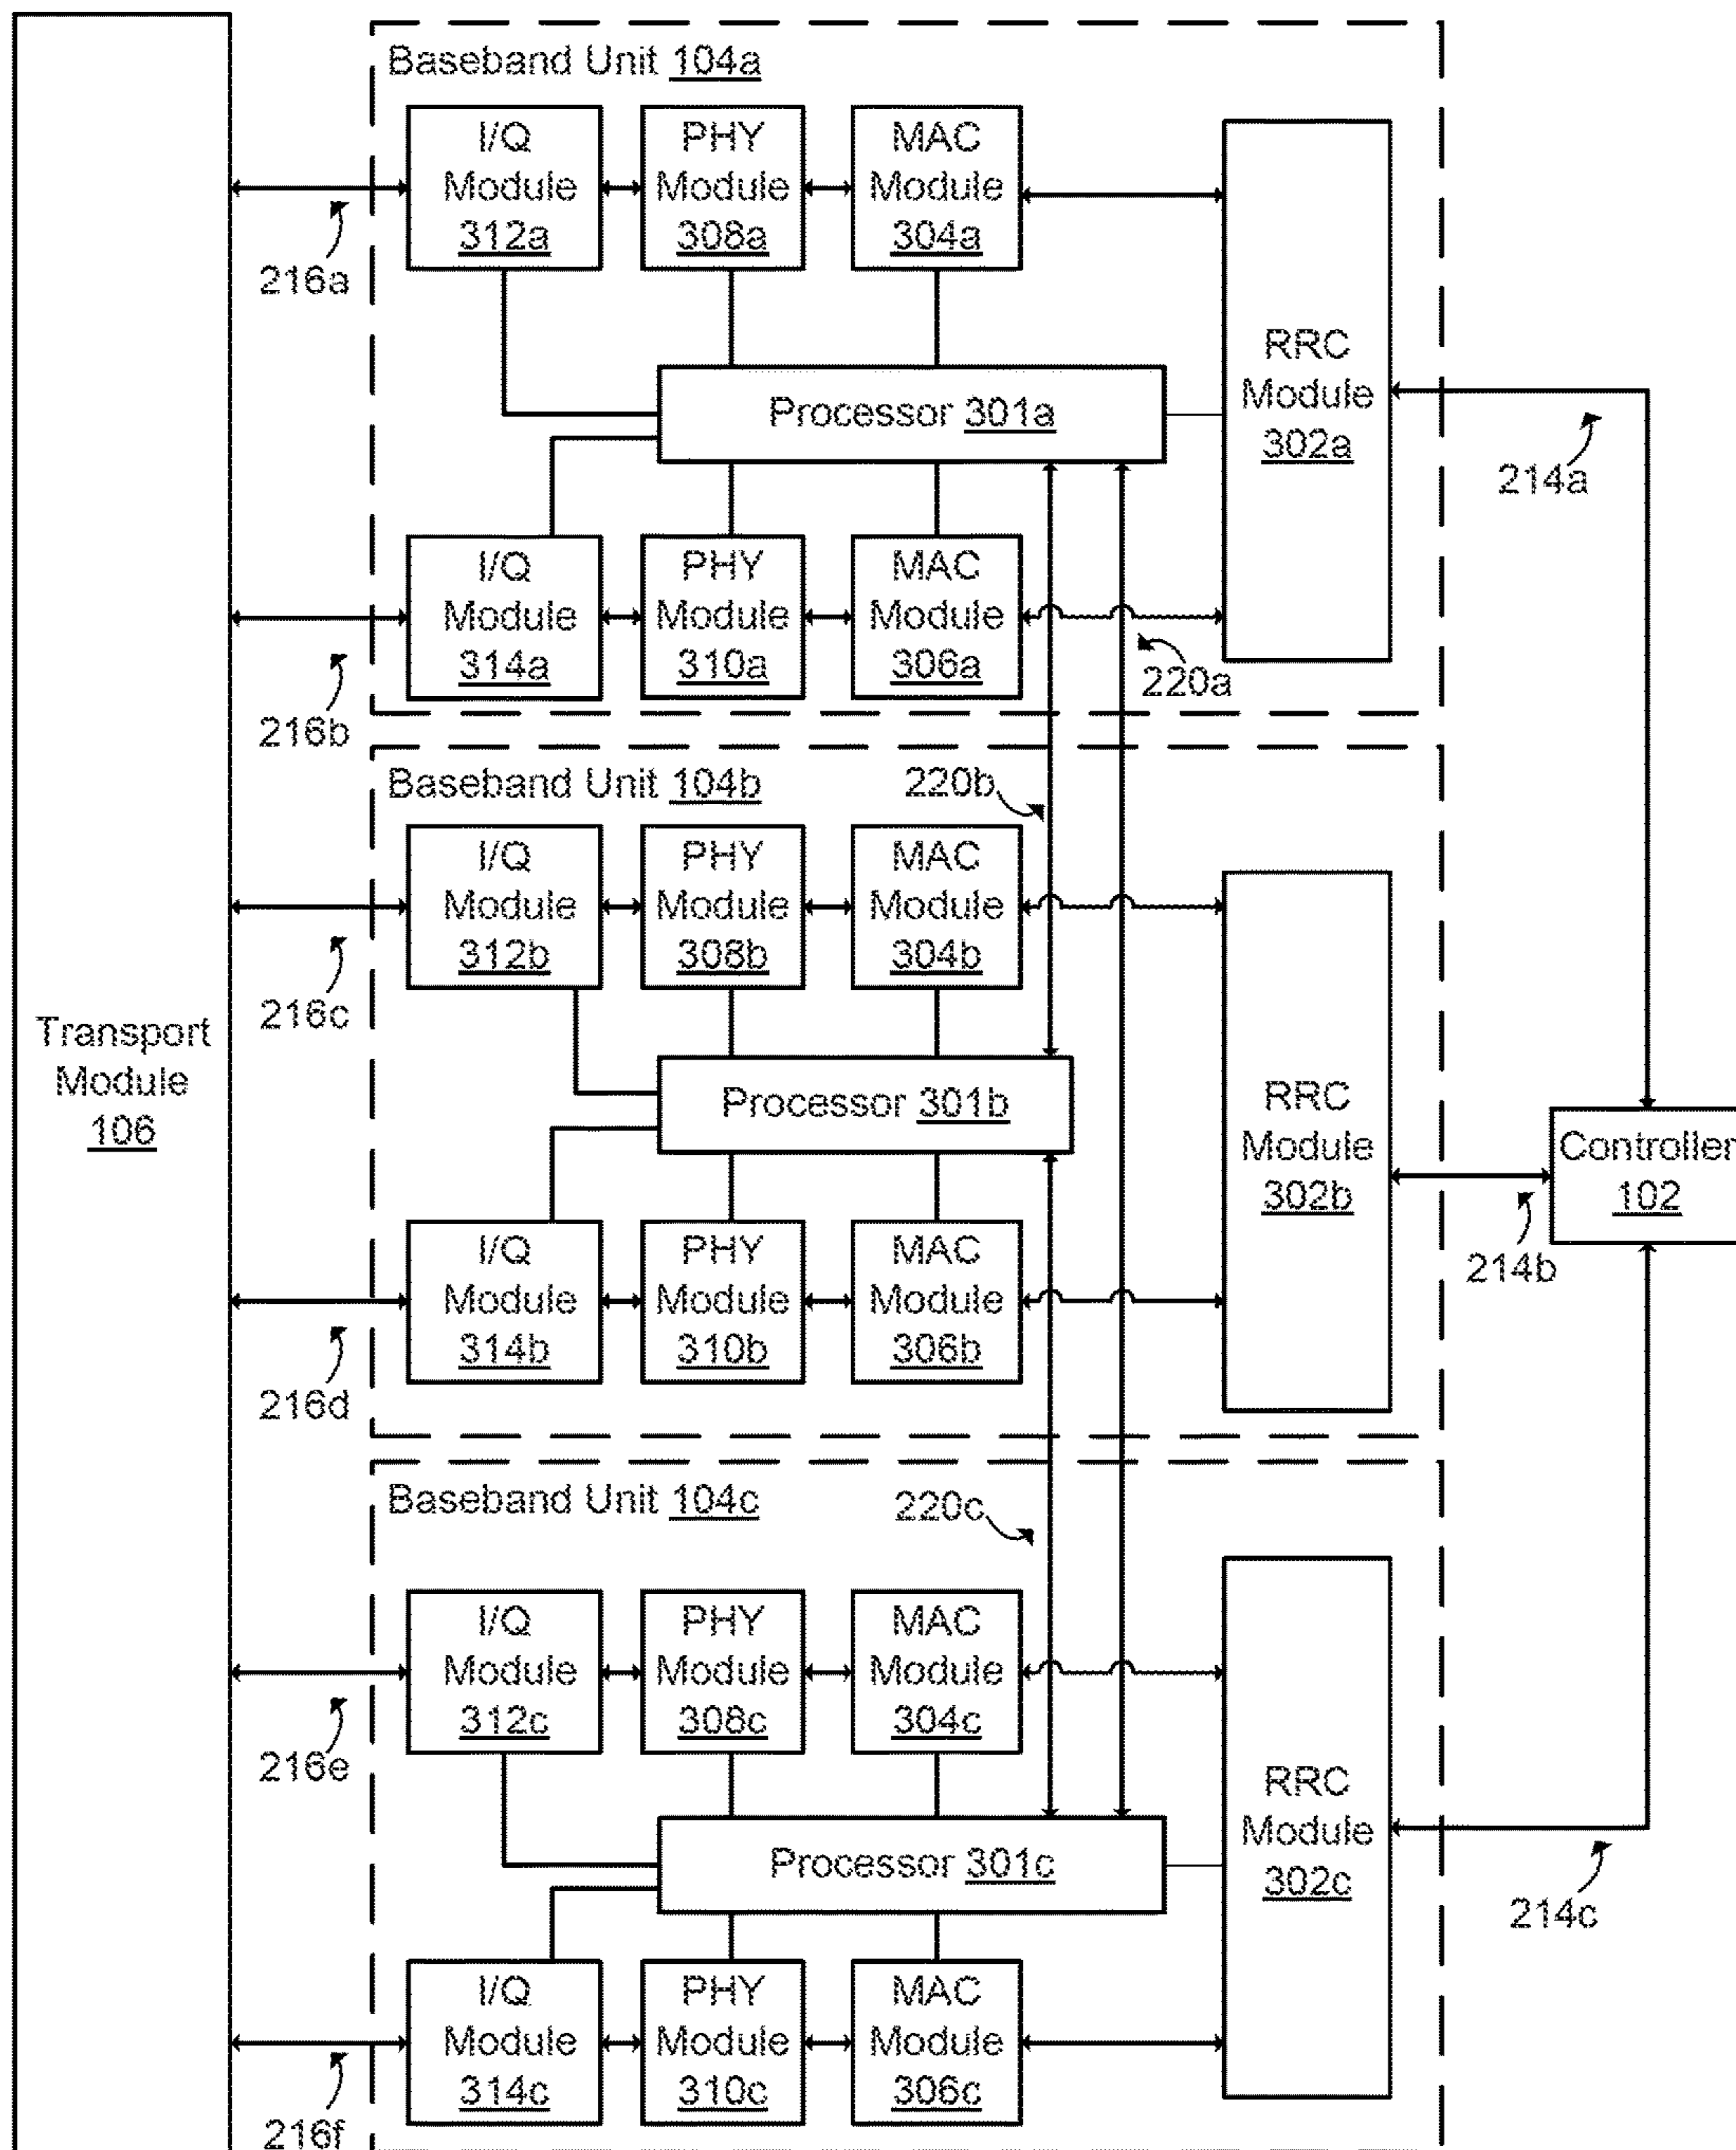 Baseband Unit 104a
I/Q
Module
312a
PHY
Module
308a
MAC
Module
304a
216a
Processor 301a
RRC
Module
302a
214a
I/Q
Module
314a
PHY
Module
310a
MAC
Module
306a
220a
216b
Baseband Unit 104b
220b
I/Q
Module
312b
PHY
Module
308b
MAC
Module
304b
216c
Transport
Module
106
Processor 301b
RRC
Module
302b
Controller
102
214b
I/Q
Module
314b
PHY
Module
310b
MAC
Module
306b
216d
Baseband Unit 104c
220c
I/Q
Module
312c
PHY
Module
308c
MAC
Module
304c
216e
Processor 301c
RRC
Module
302c
214c
I/Q
Module
314c
PHY
Module
310c
MAC
Module
306c
216f